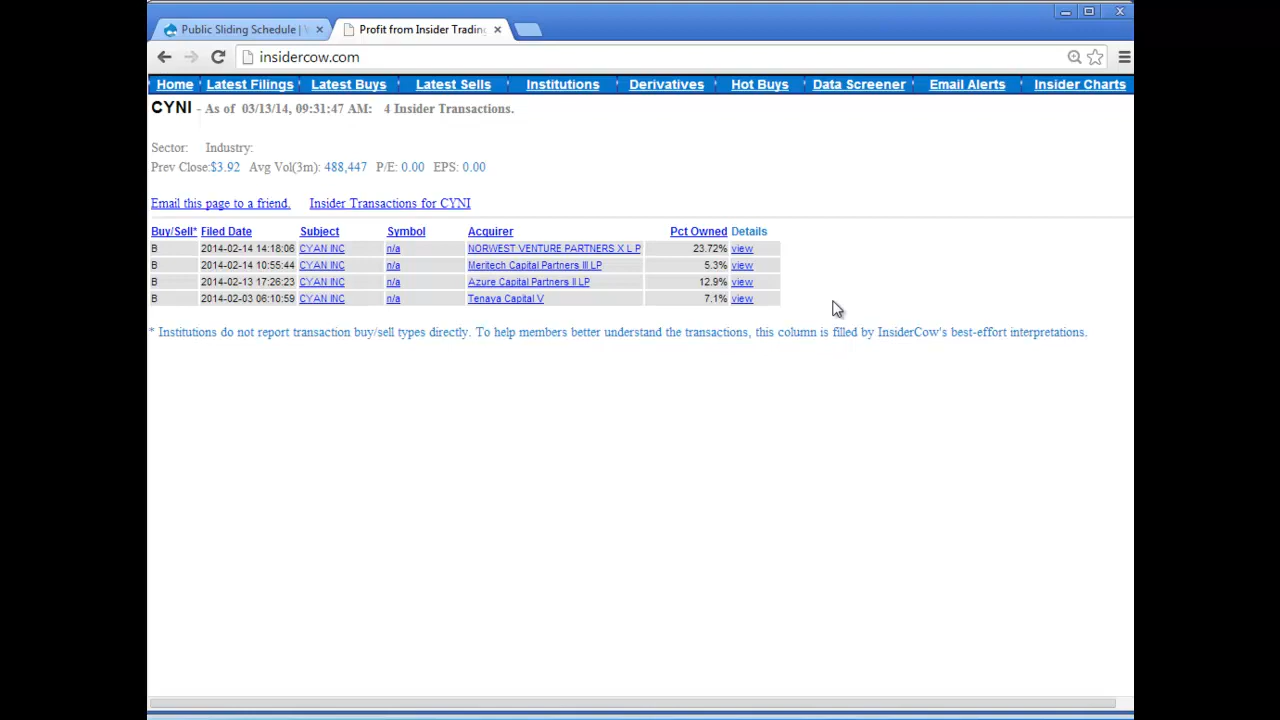 Public Sliding Schedule |
Profit from Insider Trading
insidercow.com
Home Latest Filings Latest Buys Latest Sells Institutions Derivatives Hot Buys Data Screener Email Alerts Insider Charts
CYNI - As of 03/13/14, 09:31:47 AM: 4 Insider Transactions.
Sector: Industry:
Prev Close:$3.92 Avg Vol(3m): 488,447 P/E: 0.00 EPS: 0.00
Email this page to a friend. Insider Transactions for CYNI
Buy/Sell* Filed Date Subject Symbol Acquirer Pct Owned Details
B 2014-02-14 14:18:06 CYAN INC n/a NORWEST VENTURE PARTNERS X L P 23.72% view
B 2014-02-14 10:55:44 CYAN INC n/a Meritech Capital Partners III LP 5.3% view
B 2014-02-13 17:26:23 CYAN INC n/a Azure Capital Partners II LP 12.9% view
B 2014-02-03 06:10:59 CYAN INC n/a Tenaya Capital V 7.1% view
* Institutions do not report transaction buy/sell types directly. To help members better understand the transactions, this column is filled by InsiderCow's best-effort interpretations.